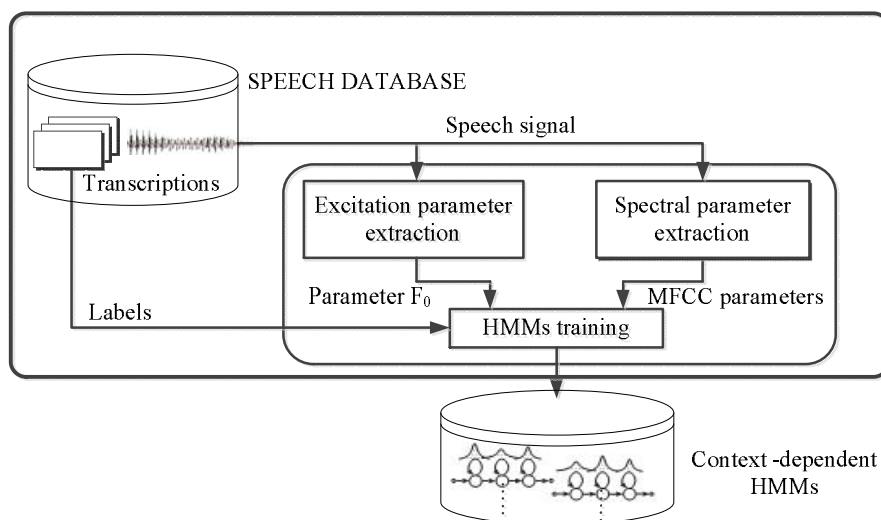 SPEECH DATABASE
Speech signal
Transcriptions
Excitation parameter
extraction
Spectral parameter
extraction
Parameter F₀
MFCC parameters
Labels
HMMs training
Context -dependent
HMMs